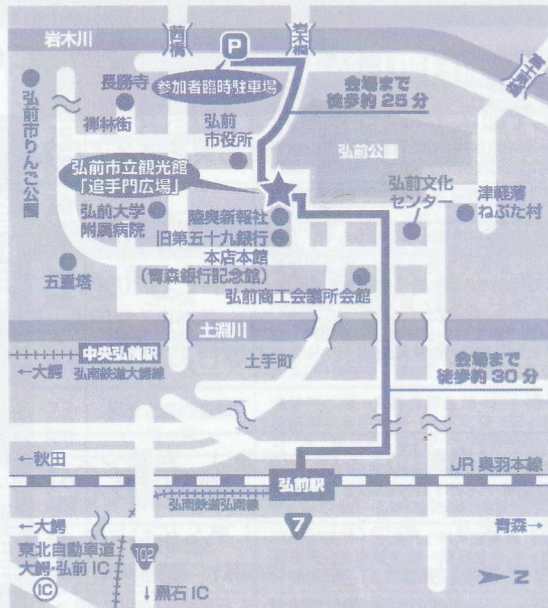 岩木川
茜橋
岩木橋
P
長勝寺
参加者臨時駐車場
会場まで
徒歩約25分
禅林街
弘前
市役所
弘前市りんご公園
弘前公園
弘前市立観光館
「追手門広場」
弘前文化
センター
津軽藩
ねぷた村
弘前大学
附属病院
陸奥新報社
旧第五十九銀行
本店本館
(青森銀行記念館)
五重塔
弘前商工会議所会館
土淵川
中央弘前駅
土手町
会場まで
徒歩約30分
←大鰐
弘南鉄道大鰐線
←秋田
JR奥羽本線
弘前駅
弘南鉄道弘南線
←大鰐
7
青森→
東北自動車道
大鰐・弘前IC
102
IC
↓黒石IC
N